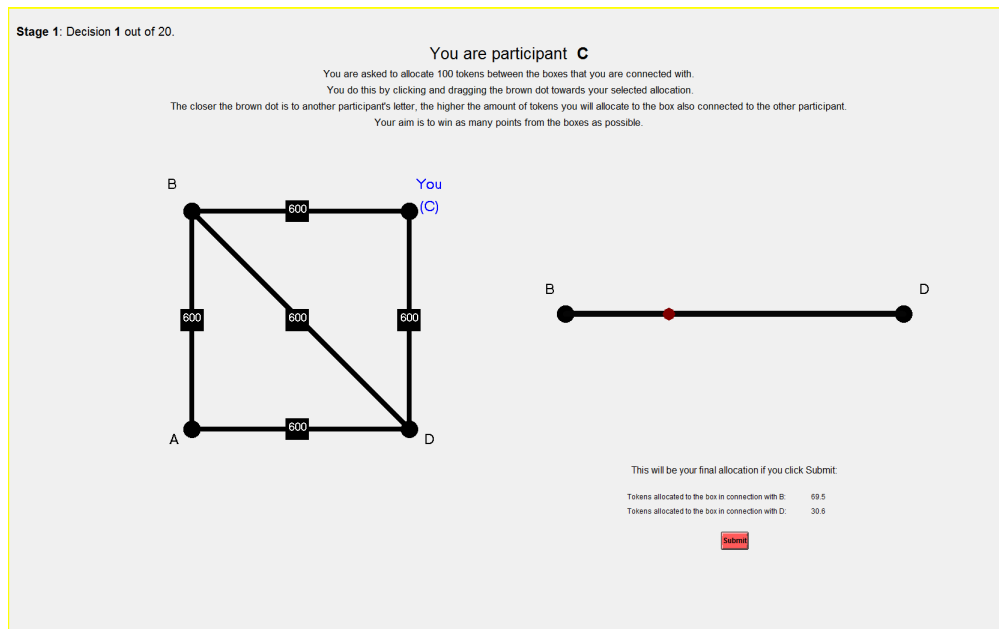 Stage 1: Decision 1 out of 20.
You are participant C
You are asked to allocate 100 tokens between the boxes that you are connected with.
You do this by clicking and dragging the brown dot towards your selected allocation.
The closer the brown dot is to another participant's letter, the higher the amount of tokens you will allocate to the box also connected to the other participant.
Your aim is to win as many points from the boxes as possible.
B
You
(C)
600
600
600
600
600
A
D
B
D
This will be your final allocation if you click Submit:
Tokens allocated to the box in connection with B: 69.5
Tokens allocated to the box in connection with D: 30.6
Submit